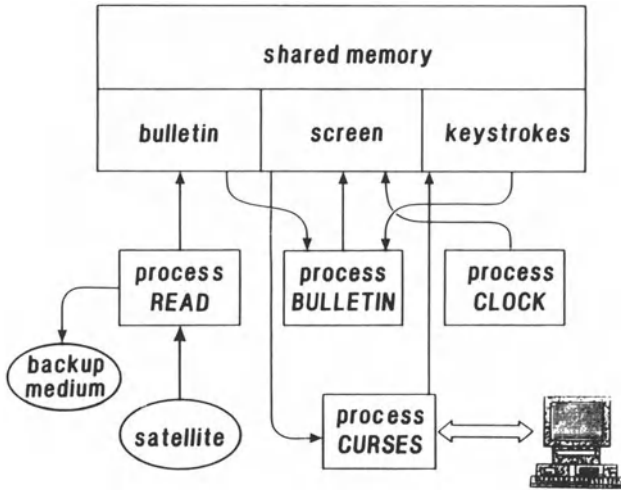 shared memory
bulletin
screen
keystrokes
process
READ
process
BULLETIN
process
CLOCK
backup
medium
satellite
process
CURSES